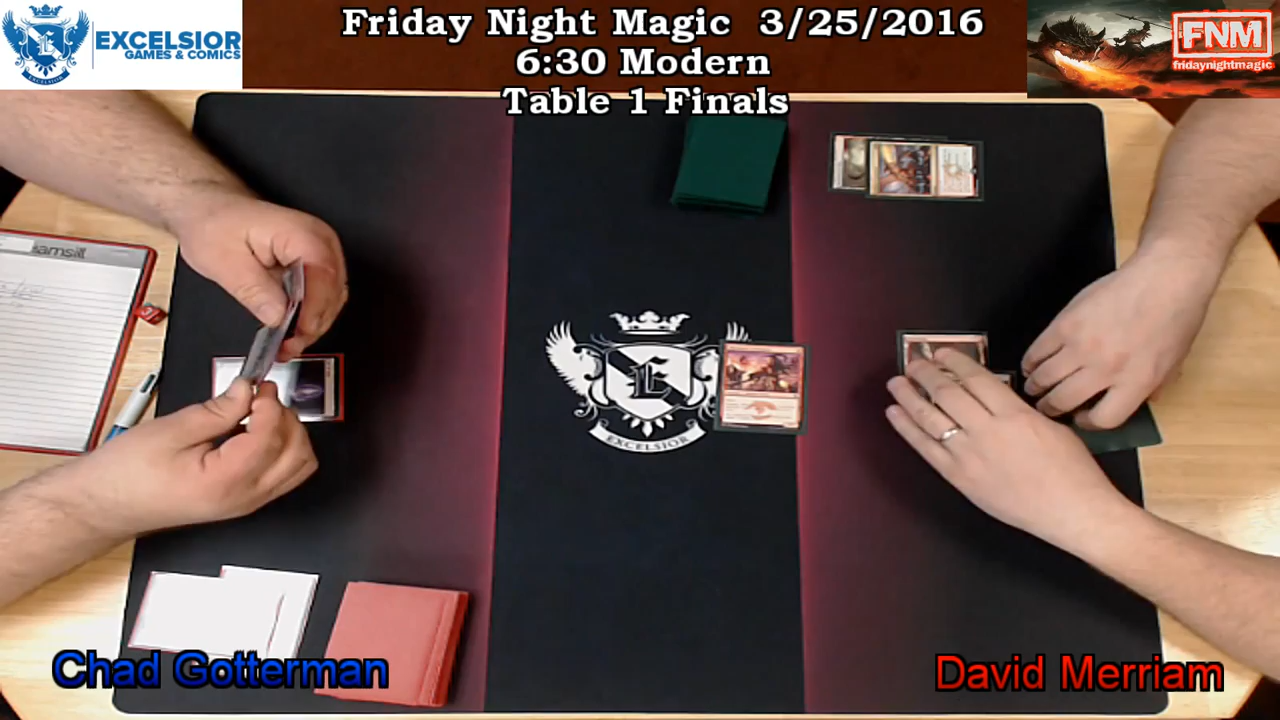 EXCELSIOR
GAMES & COMICS
Friday Night Magic 3/25/2016
6:30 Modern
Table 1 Finals
FNM
fridaynightmagic
E
EXCELSIOR
Chad Gotterman
David Merriam